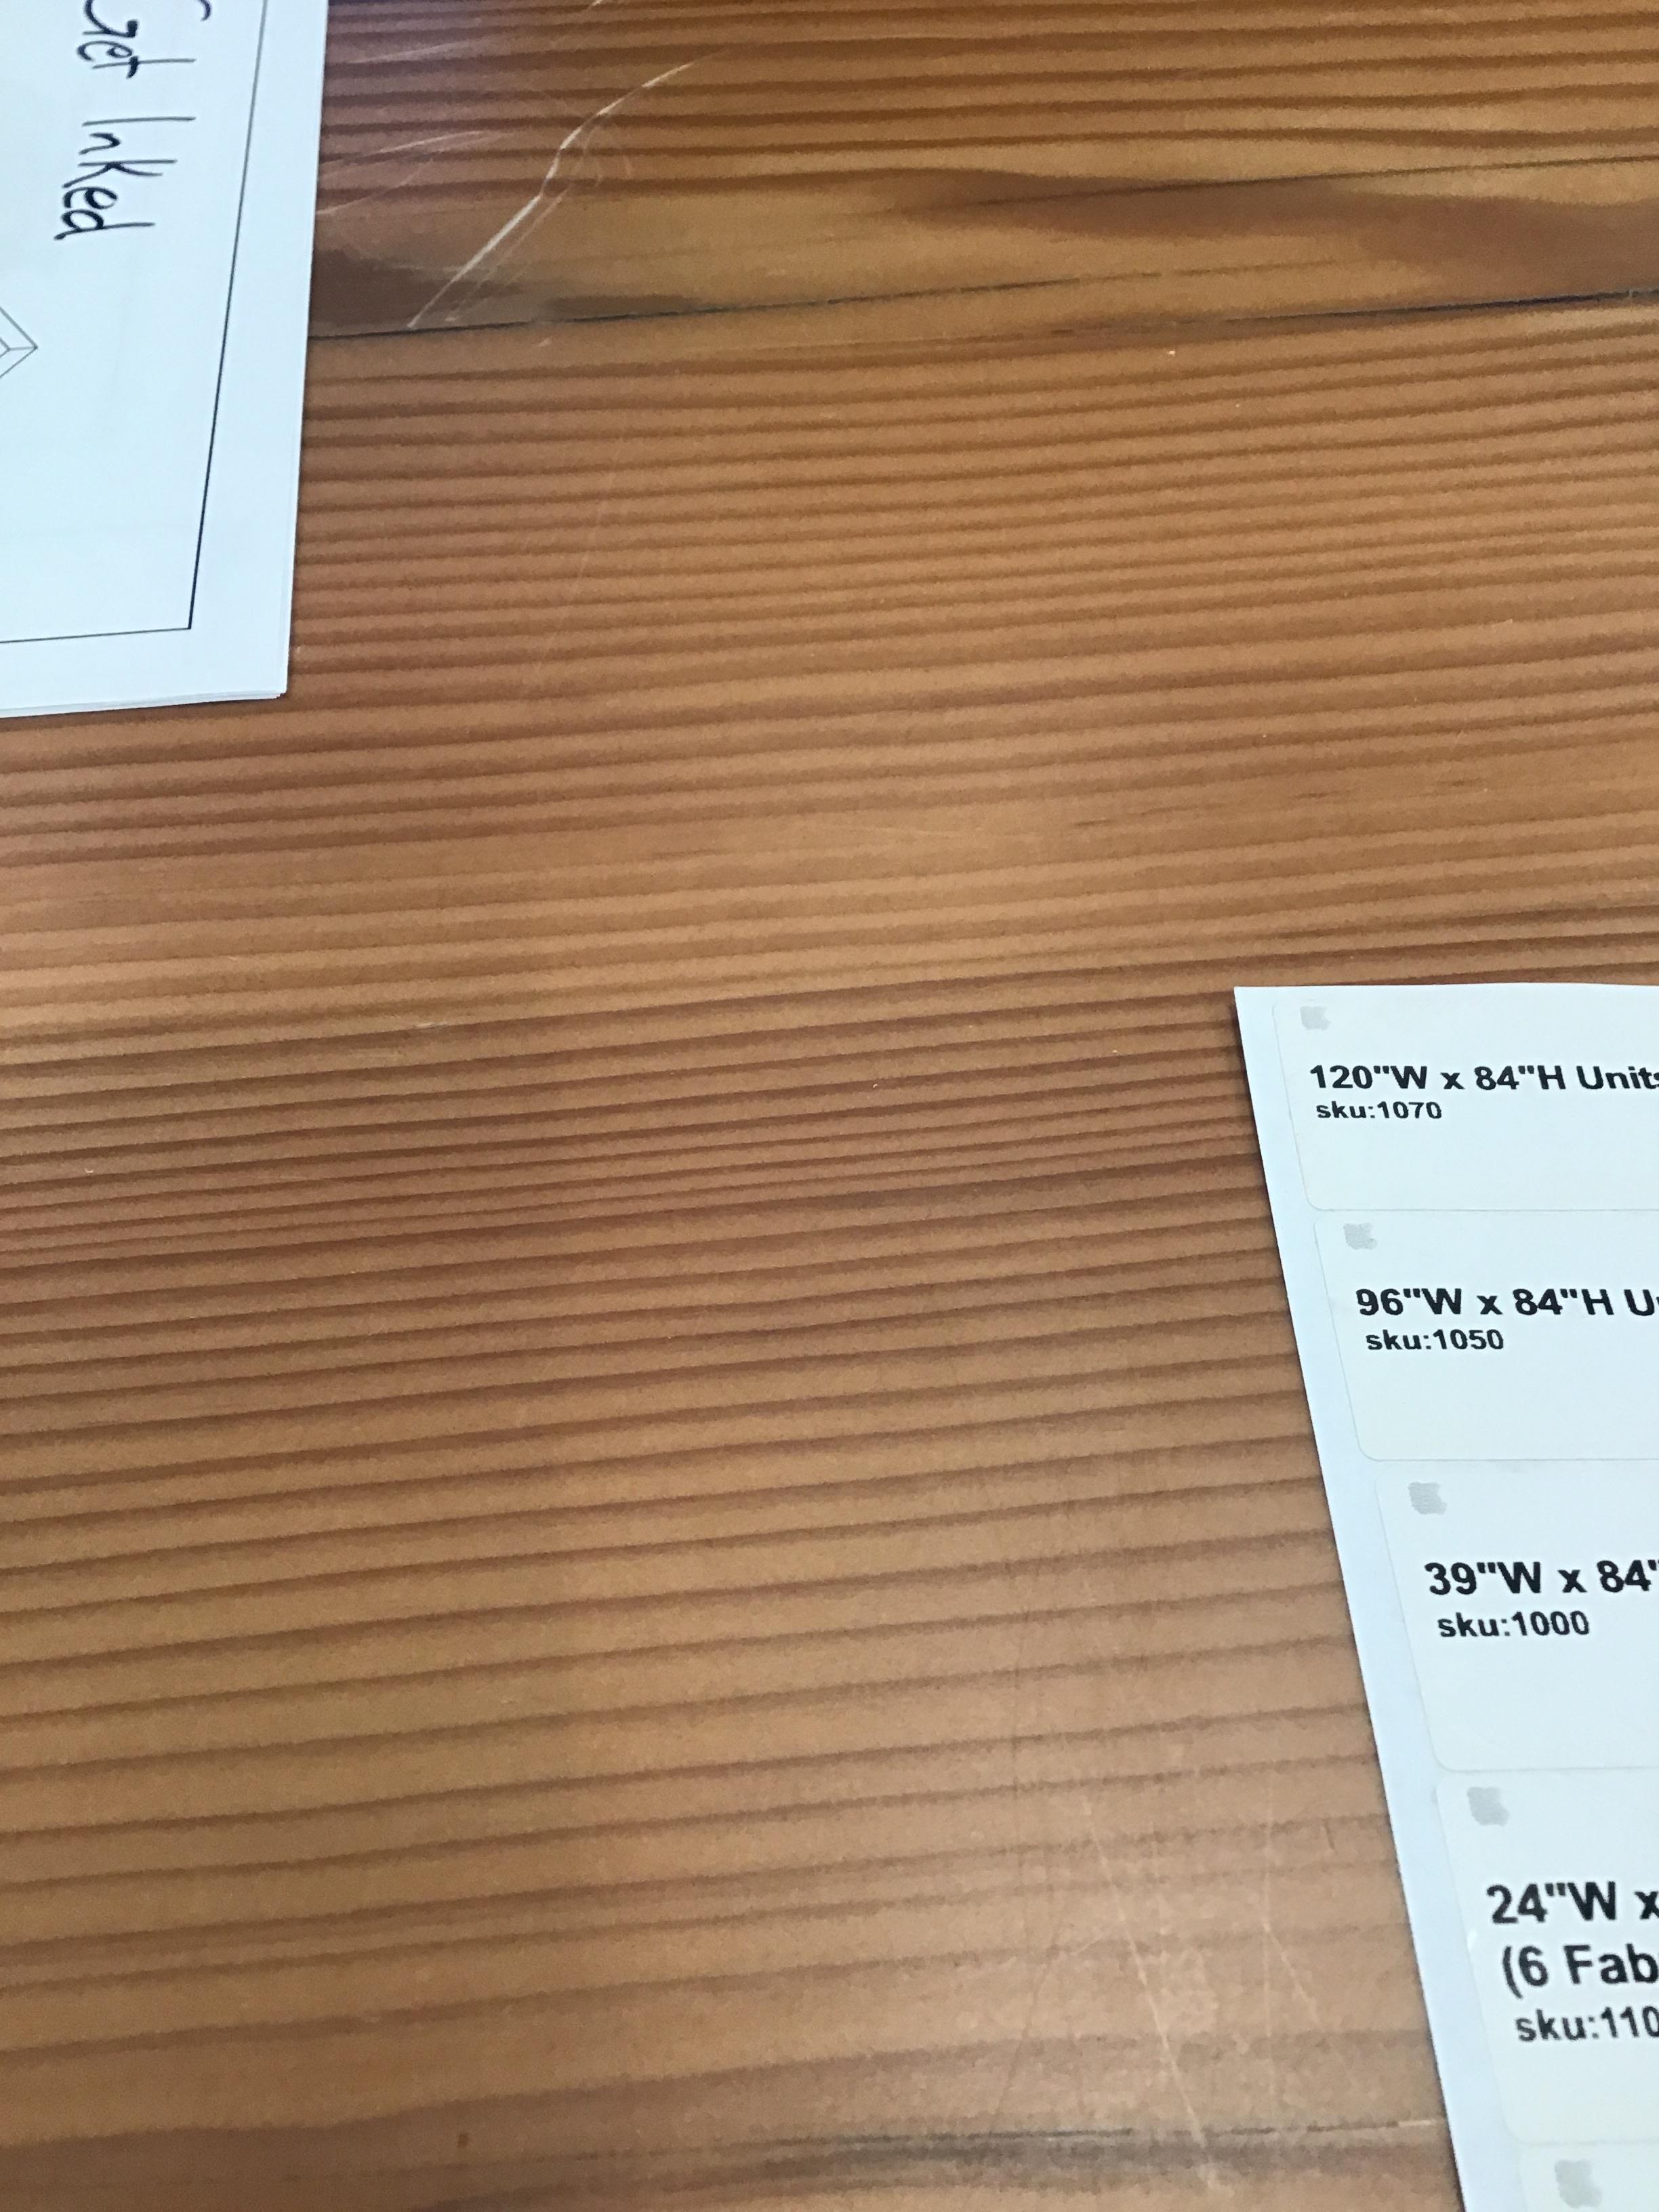 Get Inked
120"W x 84"H Units
sku:1070
96"W x 84"H
sku:1050
39"W x 84"
sku:1000
24"W x
(6 Fab
sku:110